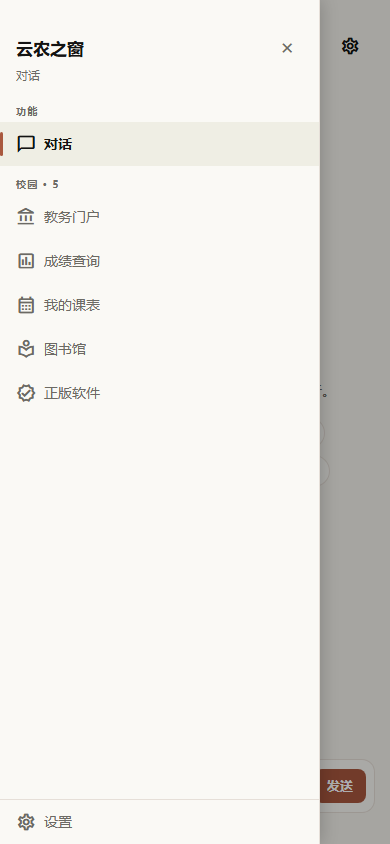 云农之窗
对话
功能
对话
校园 • 5
教务门户
成绩查询
我的课表
图书馆
正版软件
。
发送
设置